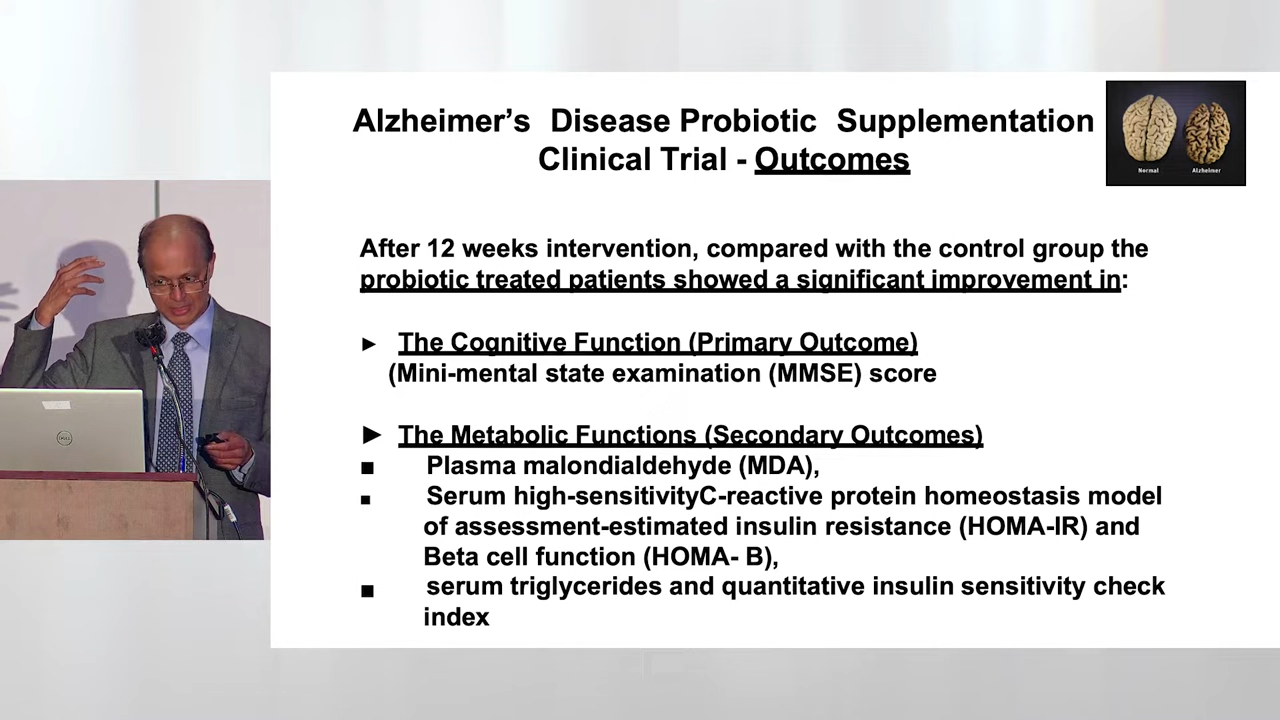 Alzheimer's Disease Probiotic Supplementation
Clinical Trial - Outcomes
Normal
Alzheimer
After 12 weeks intervention, compared with the control group the
probiotic treated patients showed a significant improvement in:
► The Cognitive Function (Primary Outcome)
(Mini-mental state examination (MMSE) score
► The Metabolic Functions (Secondary Outcomes)
■ Plasma malondialdehyde (MDA),
■ Serum high-sensitivityC-reactive protein homeostasis model
of assessment-estimated insulin resistance (HOMA-IR) and
Beta cell function (HOMA- B),
■ serum triglycerides and quantitative insulin sensitivity check
index
DELL